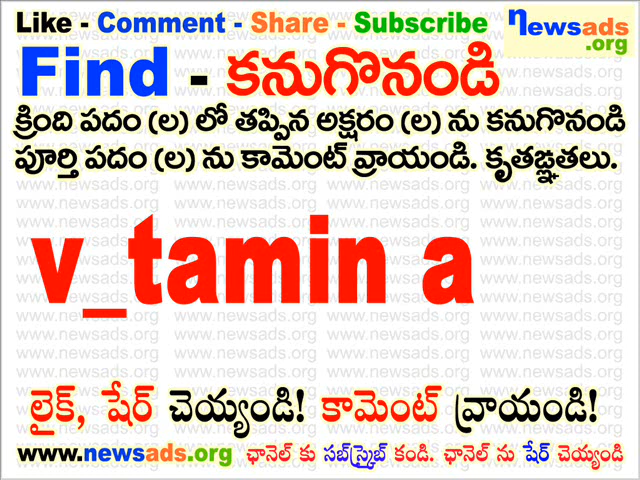 Like - Comment - Share - Subscribe
newsads
.org
Find - కనుగొనండి
క్రింది పదం (ల) లో తప్పిన అక్షరం (ల) ను కనుగొనండి
పూర్తి పదం (ల) ను కామెంట్ వ్రాయండి. కృతజ్ఞతలు.
v_tamin a
లైక్, షేర్ చెయ్యండి! కామెంట్ వ్రాయండి!
www.newsads.org ఛానెల్ కు సబ్‌స్క్రైబ్ కండి. ఛానెల్ ను షేర్ చెయ్యండి